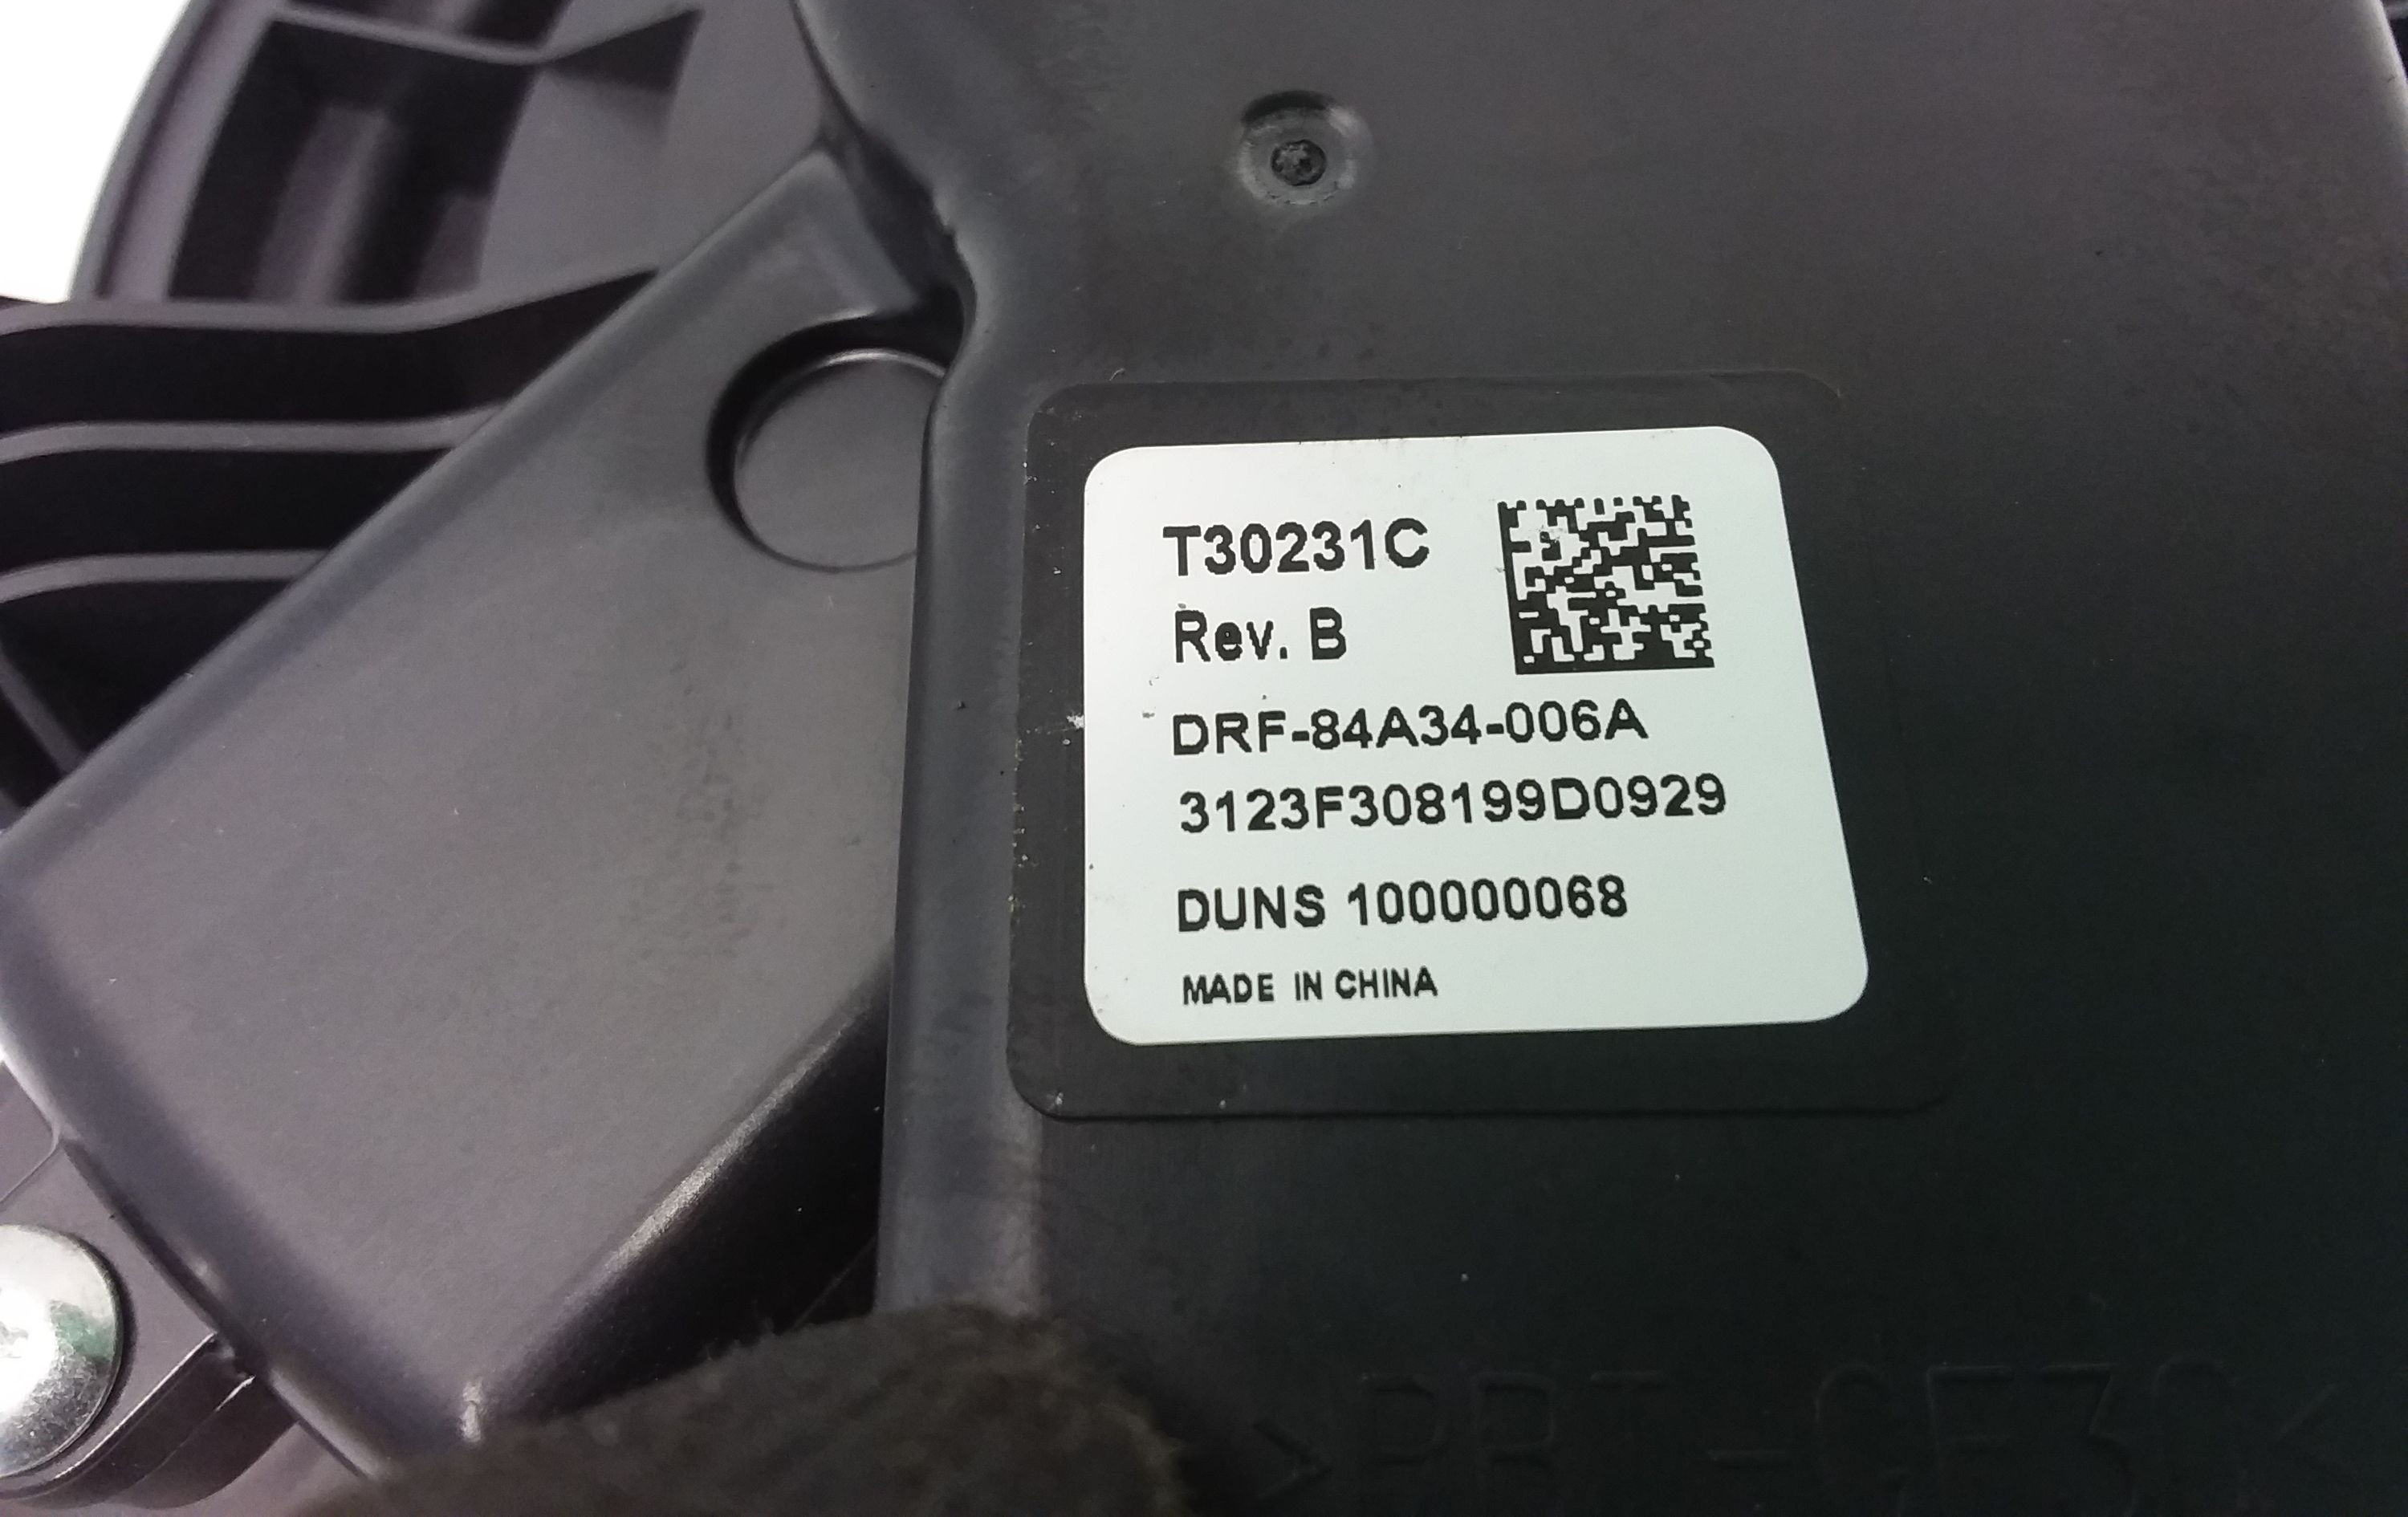 T30231C
Rev. B
DRF-84A34-006A
3123F308199D0929
DUNS 100000068
MADE IN CHINA